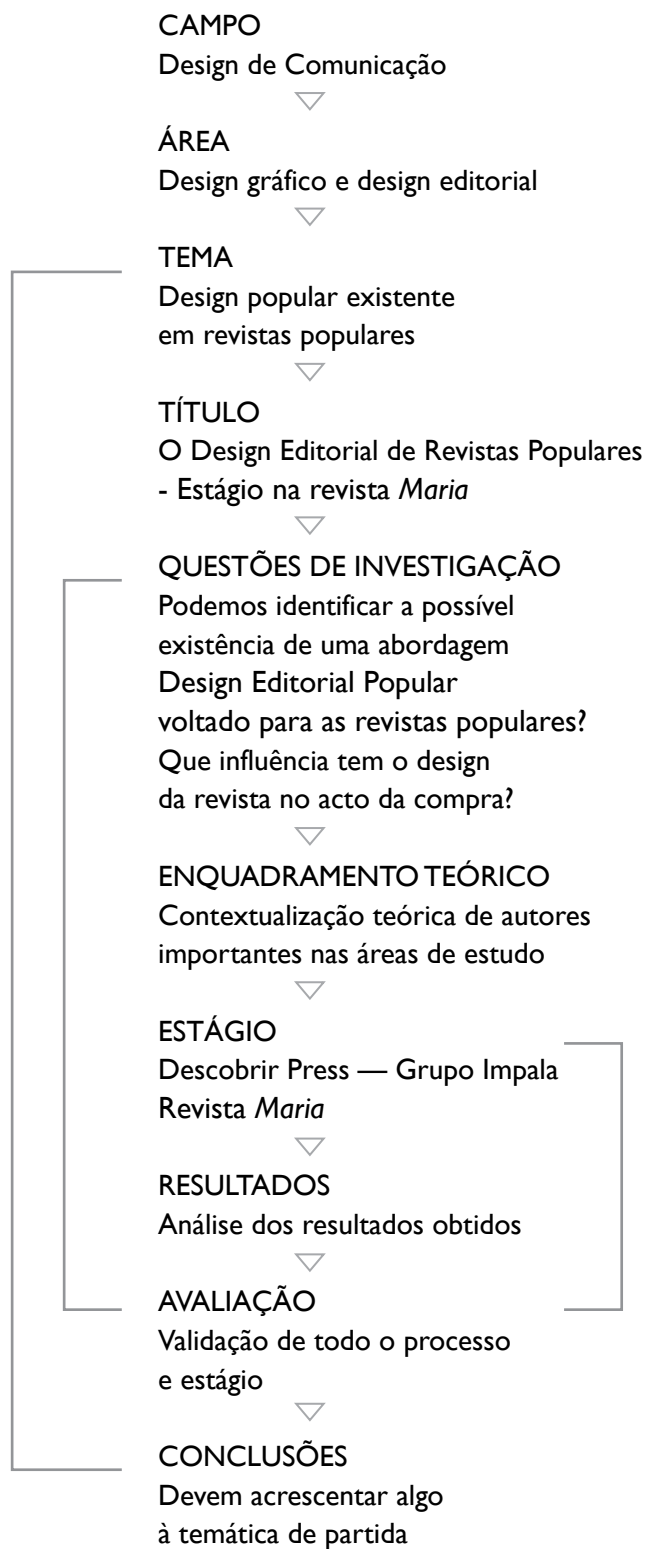 CAMPO
Design de Comunicação
ÁREA
Design gráfico e design editorial
TEMA
Design popular existente
em revistas populares
TÍTULO
O Design Editorial de Revistas Populares
- Estágio na revista Maria
QUESTÕES DE INVESTIGAÇÃO
Podemos identificar a possível
existência de uma abordagem
Design Editorial Popular
voltado para as revistas populares?
Que influência tem o design
da revista no acto da compra?
ENQUADRAMENTO TEÓRICO
Contextualização teórica de autores
importantes nas áreas de estudo
ESTÁGIO
Descobrir Press — Grupo Impala
Revista Maria
RESULTADOS
Análise dos resultados obtidos
AVALIAÇÃO
Validação de todo o processo
e estágio
CONCLUSÕES
Devem acrescentar algo
à temática de partida